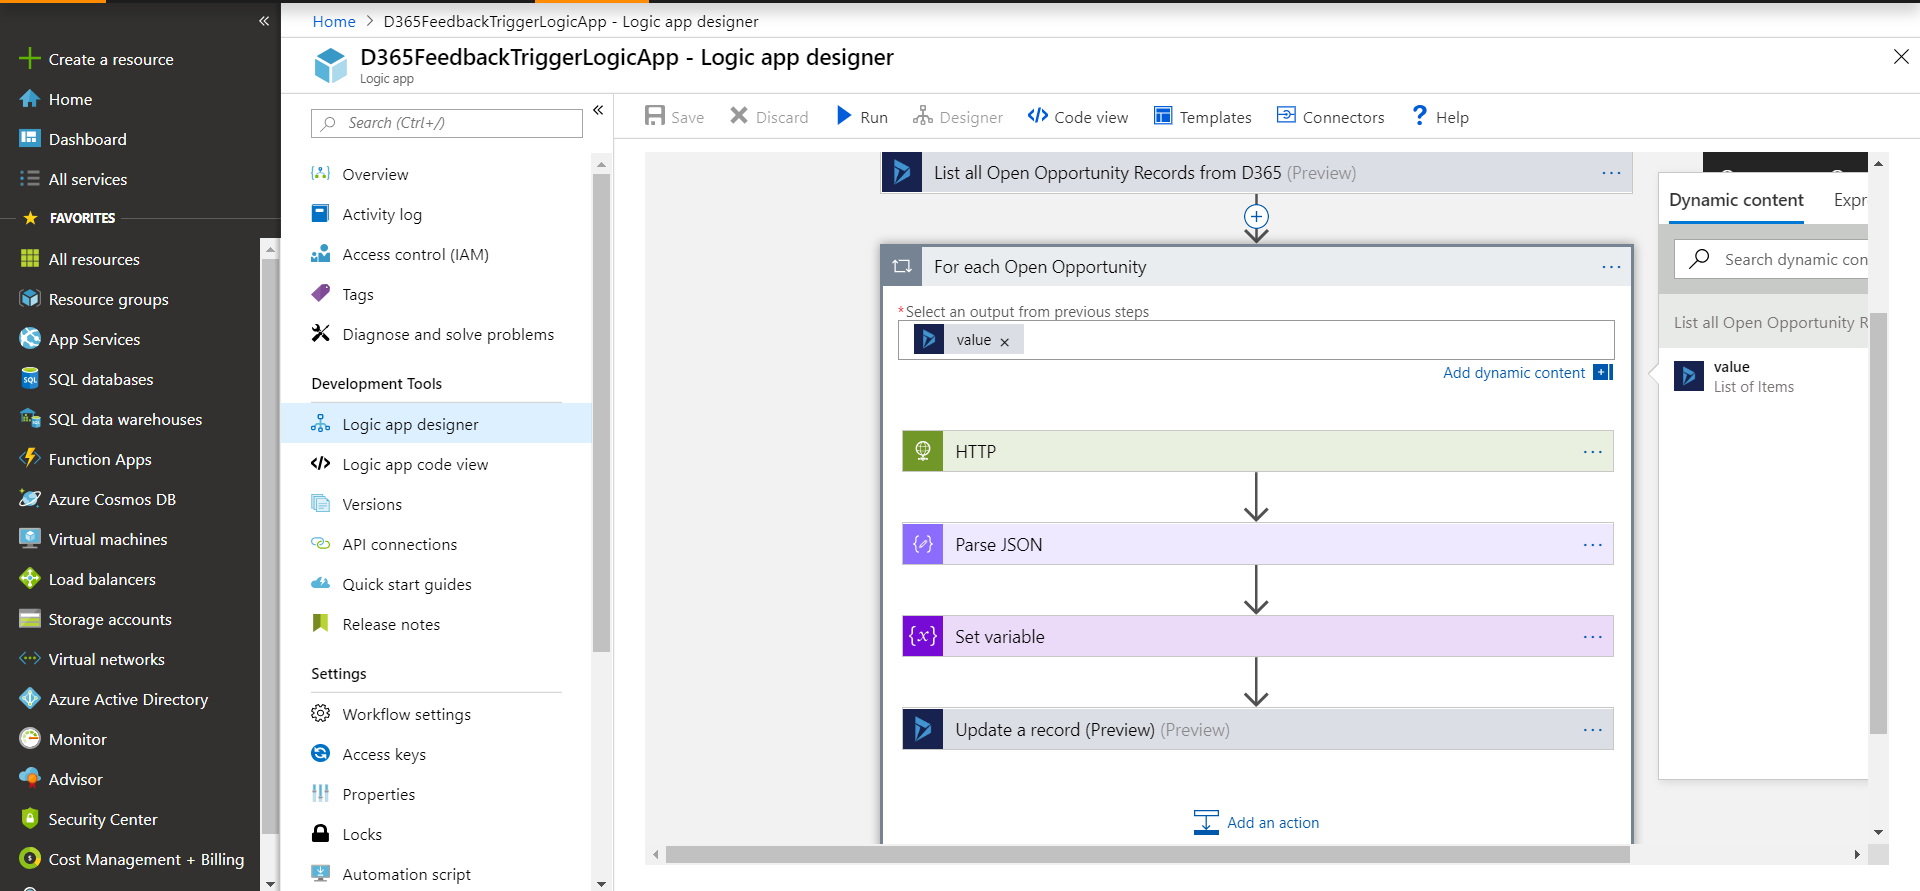 Create a resource
Home
Dashboard
All services
FAVORITES
All resources
Resource groups
App Services
SQL databases
SQL data warehouses
Function Apps
Azure Cosmos DB
Virtual machines
Load balancers
Storage accounts
Virtual networks
Azure Active Directory
Monitor
Advisor
Security Center
Cost Management + Billing
Home > D365FeedbackTriggerLogicApp - Logic app designer
D365FeedbackTriggerLogicApp - Logic app designer
Logic app
Search (Ctrl+/)
Overview
Activity log
Access control (IAM)
Tags
Diagnose and solve problems
Development Tools
Logic app designer
Logic app code view
Versions
API connections
Quick start guides
Release notes
Settings
Workflow settings
Access keys
Properties
Locks
Automation script
Save Discard Run Designer Code view Templates Connectors Help
List all Open Opportunity Records from D365 (Preview)
For each Open Opportunity
*Select an output from previous steps
value
Add dynamic content
HTTP
Parse JSON
Set variable
Update a record (Preview) (Preview)
Add an action
Dynamic content Expr
Search dynamic con
List all Open Opportunity R
value
List of Items